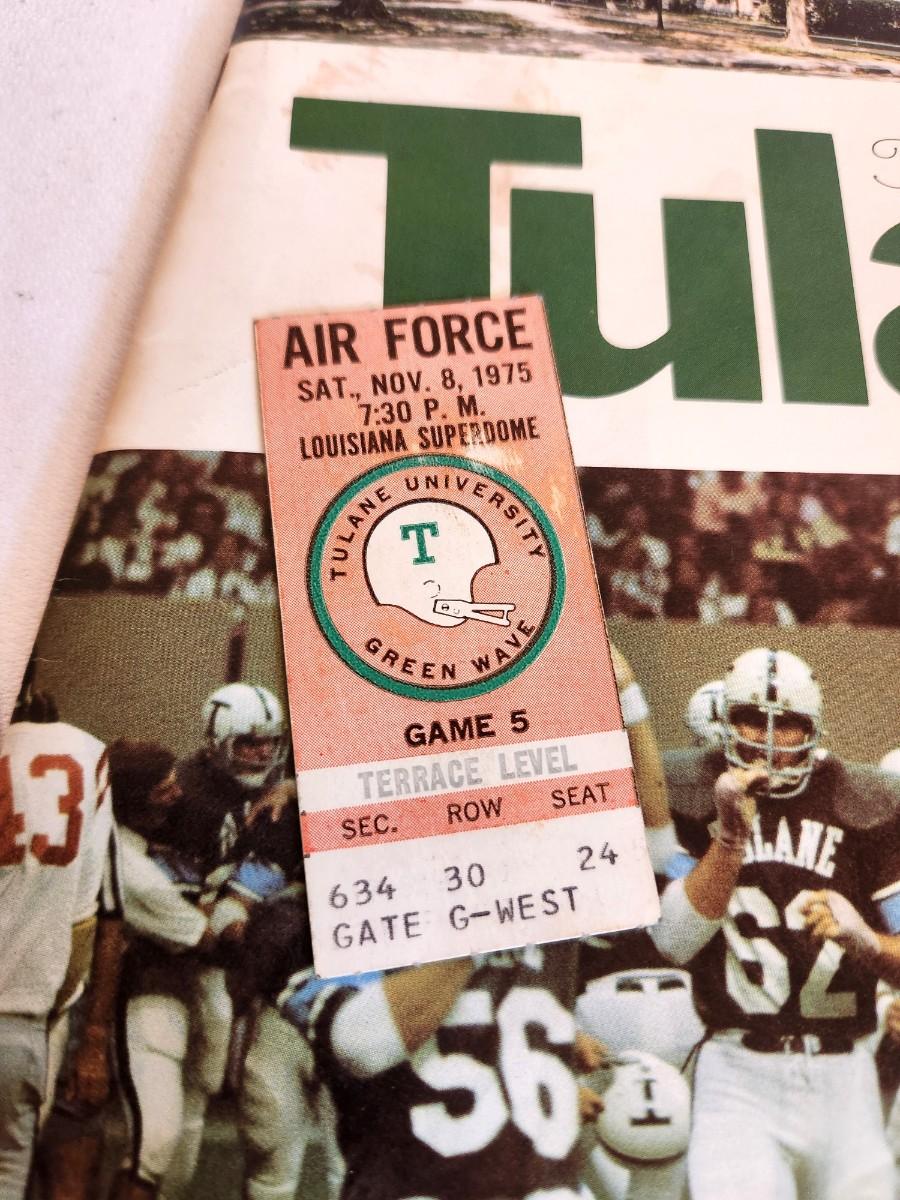 Tula
AIR FORCE
SAT., NOV. 8, 1975
7:30 P. M.
LOUISIANA SUPERDOME
TULANE UNIVERSITY
T
GREEN WAVE
GAME 5
TERRACE LEVEL
SEC. ROW SEAT
634 30 24
GATE G-WEST
43
TULANE
62
56
T